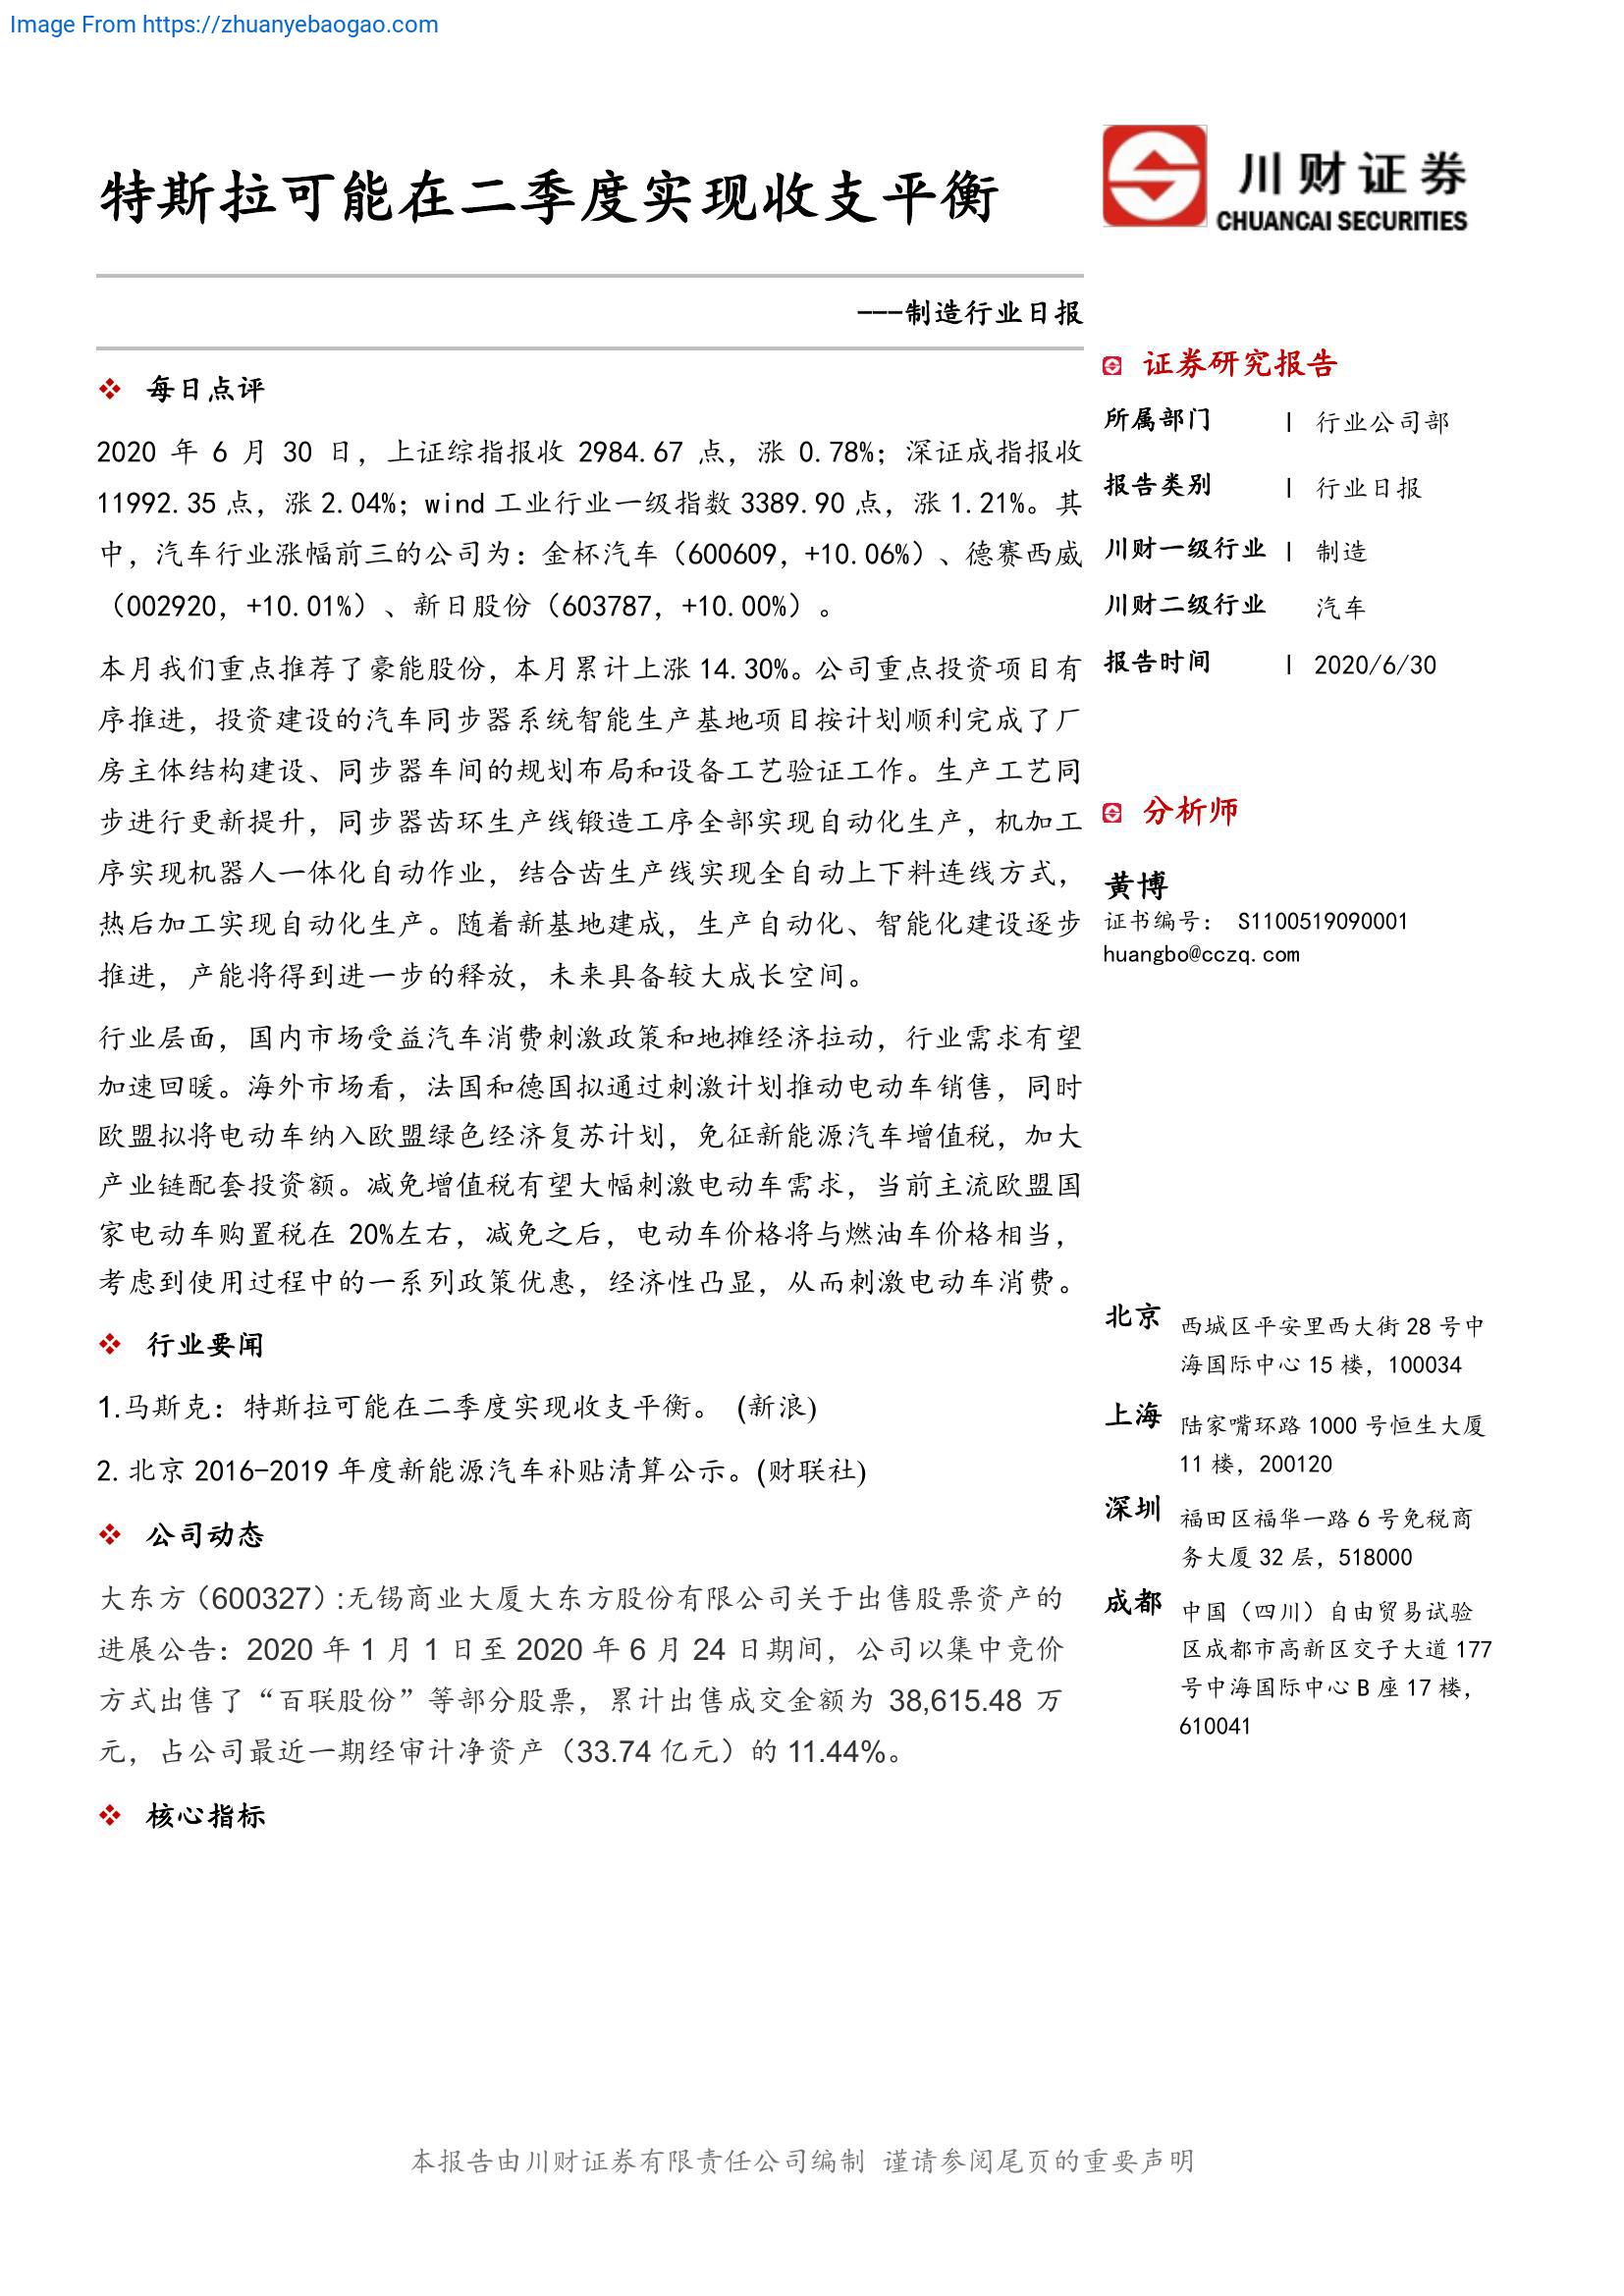 Image From https://zhuanyebaogao.com
特斯拉可能在二季度实现收支平衡
川财证券
CHUANCAI SECURITIES
---制造行业日报
❖ 每日点评
2020 年 6 月 30 日，上证综指报收 2984.67 点，涨 0.78%；深证成指报收
11992.35 点，涨 2.04%；wind 工业行业一级指数 3389.90 点，涨 1.21%。其
中，汽车行业涨幅前三的公司为：金杯汽车（600609，+10.06%）、德赛西威
（002920，+10.01%）、新日股份（603787，+10.00%）。
本月我们重点推荐了豪能股份，本月累计上涨 14.30%。公司重点投资项目有
序推进，投资建设的汽车同步器系统智能生产基地项目按计划顺利完成了厂
房主体结构建设、同步器车间的规划布局和设备工艺验证工作。生产工艺同
步进行更新提升，同步器齿环生产线锻造工序全部实现自动化生产，机加工
序实现机器人一体化自动作业，结合齿生产线实现全自动上下料连线方式，
热后加工实现自动化生产。随着新基地建成，生产自动化、智能化建设逐步
推进，产能将得到进一步的释放，未来具备较大成长空间。
行业层面，国内市场受益汽车消费刺激政策和地摊经济拉动，行业需求有望
加速回暖。海外市场看，法国和德国拟通过刺激计划推动电动车销售，同时
欧盟拟将电动车纳入欧盟绿色经济复苏计划，免征新能源汽车增值税，加大
产业链配套投资额。减免增值税有望大幅刺激电动车需求，当前主流欧盟国
家电动车购置税在 20%左右，减免之后，电动车价格将与燃油车价格相当，
考虑到使用过程中的一系列政策优惠，经济性凸显，从而刺激电动车消费。
❖ 行业要闻
1.马斯克：特斯拉可能在二季度实现收支平衡。 (新浪)
2. 北京 2016-2019 年度新能源汽车补贴清算公示。(财联社)
❖ 公司动态
大东方（600327）:无锡商业大厦大东方股份有限公司关于出售股票资产的
进展公告：2020 年 1 月 1 日至 2020 年 6 月 24 日期间，公司以集中竞价
方式出售了“百联股份”等部分股票，累计出售成交金额为 38,615.48 万
元，占公司最近一期经审计净资产（33.74 亿元）的 11.44%。
❖ 核心指标
证券研究报告
所属部门 | 行业公司部
报告类别 | 行业日报
川财一级行业 | 制造
川财二级行业 汽车
报告时间 | 2020/6/30
分析师
黄博
证书编号： S1100519090001
huangbo@cczq.com
北京 西城区平安里西大街 28 号中
海国际中心 15 楼，100034
上海 陆家嘴环路 1000 号恒生大厦
11 楼，200120
深圳 福田区福华一路 6 号免税商
务大厦 32 层，518000
成都 中国（四川）自由贸易试验
区成都市高新区交子大道 177
号中海国际中心 B 座 17 楼，
610041
本报告由川财证券有限责任公司编制 谨请参阅尾页的重要声明